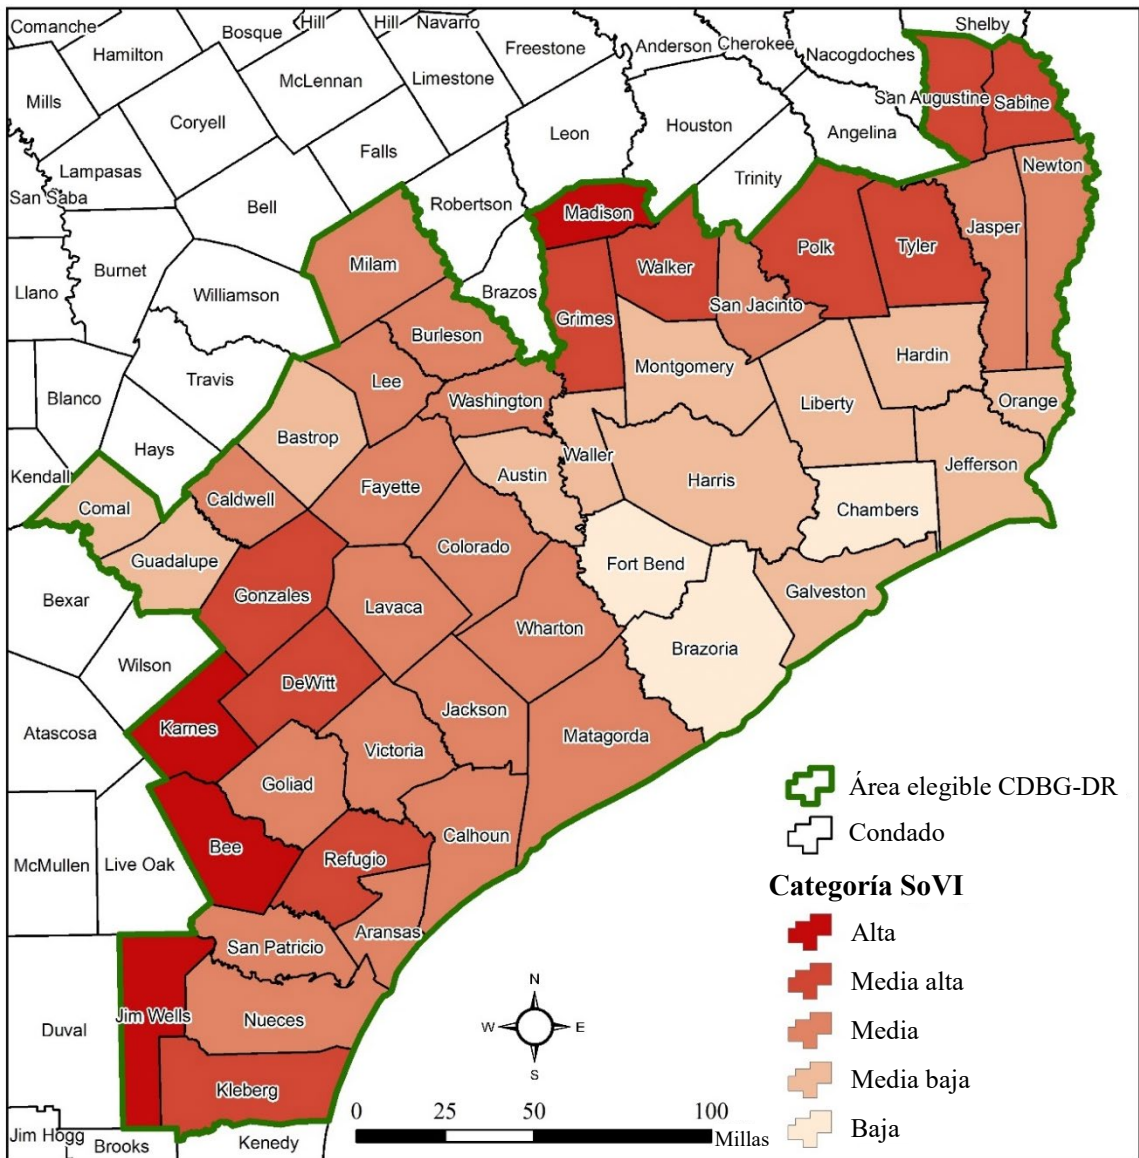 Comanche
Hill
Hill
Navarro
Shelby
Bosque
Hamilton
Freestone
Anderson
Cherokee
Nacogdoches
McLennan
Limestone
Mills
San Augustine
Sabine
Coryell
Leon
Houston
Angelina
Falls
Lampasas
Newton
Trinity
San Saba
Bell
Robertson
Madison
Jasper
Milam
Walker
Polk
Tyler
Burnet
Llano
Williamson
Brazos
San Jacinto
Grimes
Burleson
Hardin
Montgomery
Travis
Lee
Blanco
Washington
Liberty
Orange
Bastrop
Hays
Waller
Jefferson
Kendall
Austin
Harris
Fayette
Caldwell
Comal
Chambers
Colorado
Guadalupe
Fort Bend
Galveston
Bexar
Gonzales
Lavaca
Wharton
Brazoria
Wilson
DeWitt
Jackson
Karnes
Atascosa
Matagorda
Victoria
Goliad
Calhoun
Bee
Refugio
McMullen
Live Oak
Aransas
San Patricio
Jim Wells
Nueces
Duval
Kleberg
Jim Hogg
Brooks
Kenedy
Área elegible CDBG-DR
Condado
Categoría SoVI
Alta
Media alta
Media
Media baja
Baja
N
W E
S
0 25 50 100
Millas